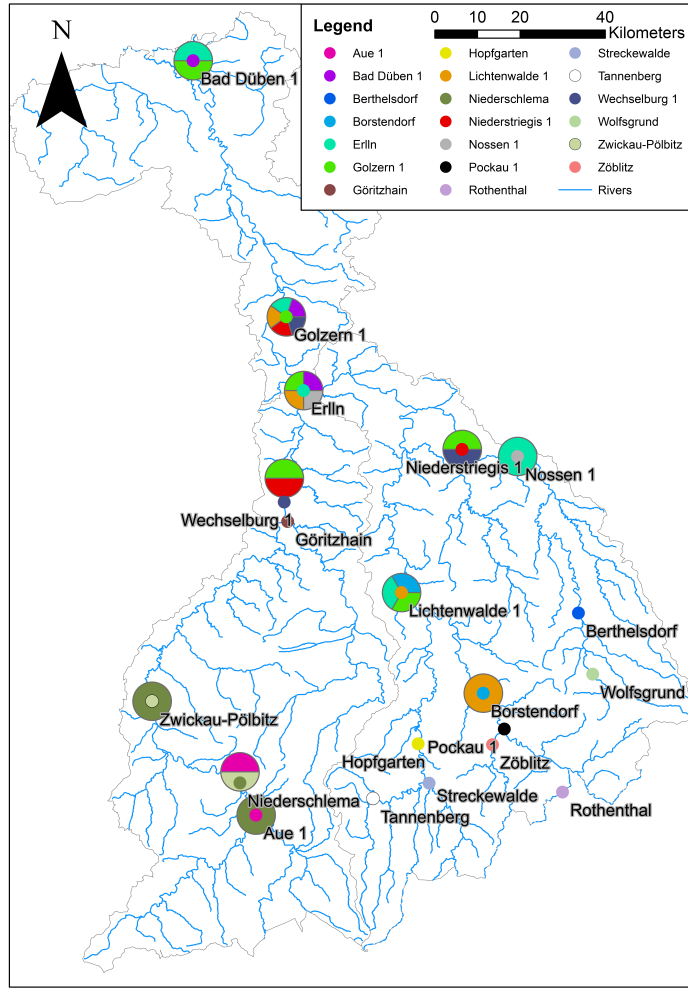 N
0 20 40
Kilometers
Legend
Aue 1
Bad Düben 1
Berthelsdorf
Borstendorf
Erlln
Golzern 1
Göritzhain
Hopfgarten
Lichtenwalde 1
Niederschlema
Niederstriegis 1
Nossen 1
Pockau 1
Rothenthal
Streckewalde
Tannenberg
Wechselburg 1
Wolfsgrund
Zwickau-Pölbitz
Zöblitz
Rivers
Bad Düben 1
Golzern 1
Erlln
Niederstriegis 1
Nossen 1
Wechselburg 1
Göritzhain
Lichtenwalde 1
Berthelsdorf
Wolfsgrund
Zwickau-Pölbitz
Borstendorf
Pockau 1
Hopfgarten
Zöblitz
Streckewalde
Niederschlema
Tannenberg
Rothenthal
Aue 1